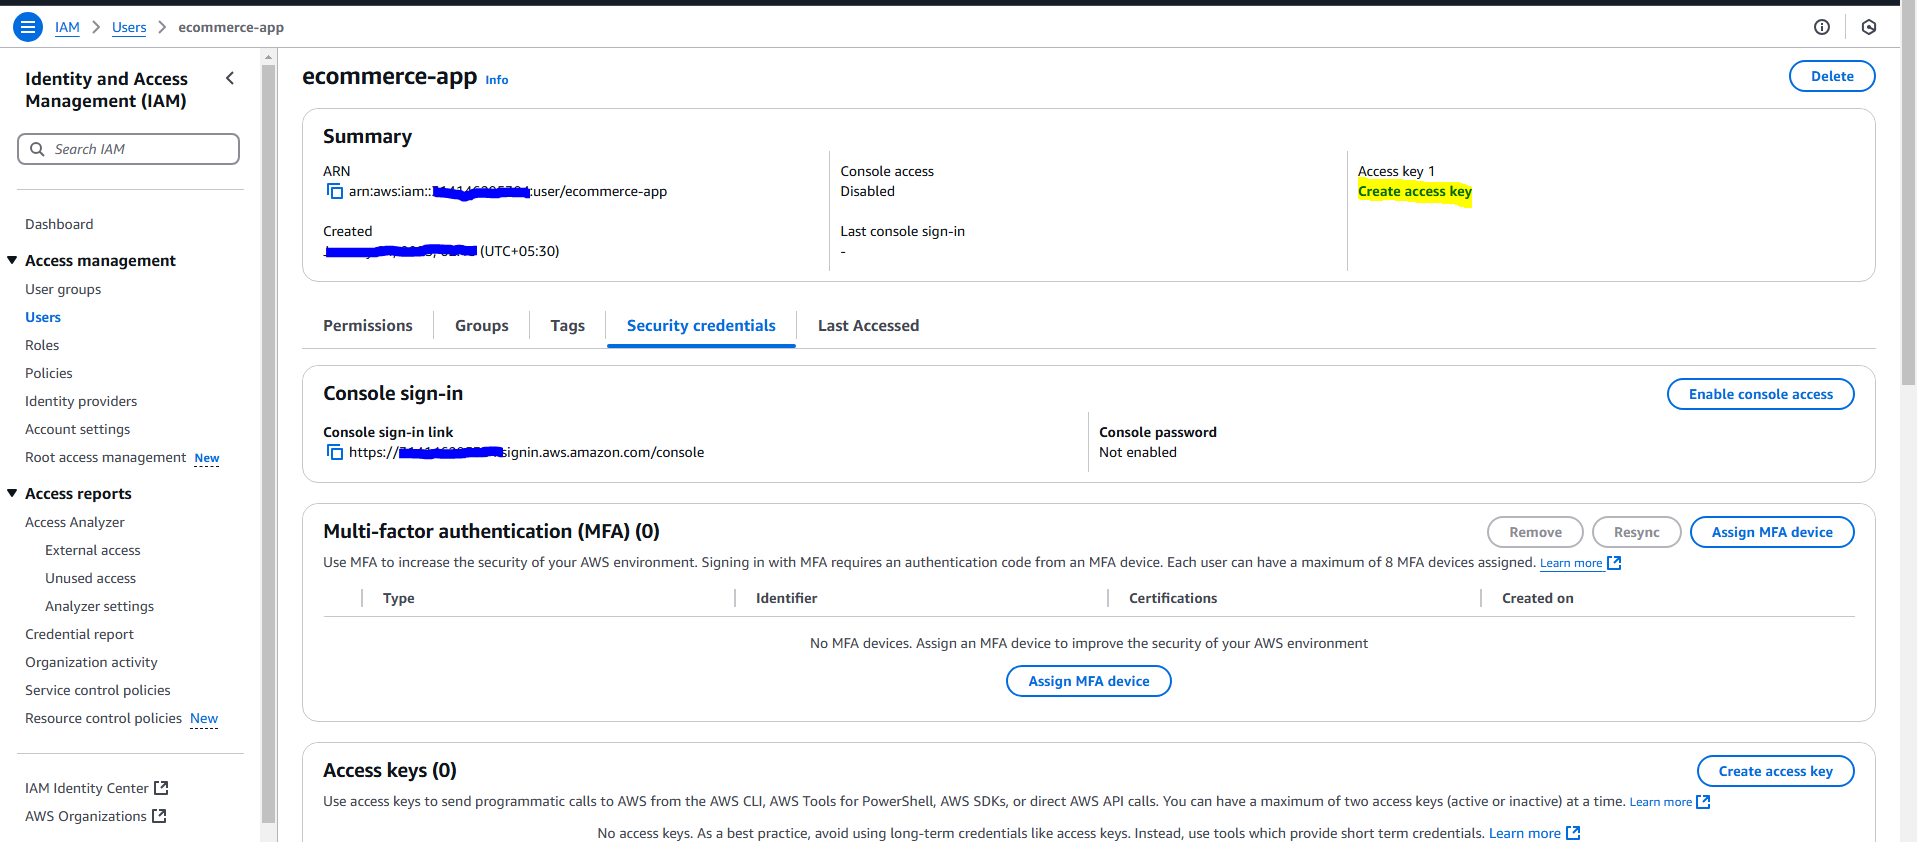 IAM > Users > ecommerce-app
Identity and Access
Management (IAM)
Search IAM
Dashboard
Access management
User groups
Users
Roles
Policies
Identity providers
Account settings
Root access management New
Access reports
Access Analyzer
External access
Unused access
Analyzer settings
Credential report
Organization activity
Service control policies
Resource control policies New
IAM Identity Center
AWS Organizations
ecommerce-app Info
Delete
Summary
ARN
arn:aws:iam:: :user/ecommerce-app
Created
(UTC+05:30)
Console access
Disabled
Last console sign-in
-
Access key 1
Create access key
Permissions
Groups
Tags
Security credentials
Last Accessed
Console sign-in
Enable console access
Console sign-in link
https:// signin.aws.amazon.com/console
Console password
Not enabled
Multi-factor authentication (MFA) (0)
Remove
Resync
Assign MFA device
Use MFA to increase the security of your AWS environment. Signing in with MFA requires an authentication code from an MFA device. Each user can have a maximum of 8 MFA devices assigned. Learn more
Type
Identifier
Certifications
Created on
No MFA devices. Assign an MFA device to improve the security of your AWS environment
Assign MFA device
Access keys (0)
Create access key
Use access keys to send programmatic calls to AWS from the AWS CLI, AWS Tools for PowerShell, AWS SDKs, or direct AWS API calls. You can have a maximum of two access keys (active or inactive) at a time. Learn more
No access keys. As a best practice, avoid using long-term credentials like access keys. Instead, use tools which provide short term credentials. Learn more